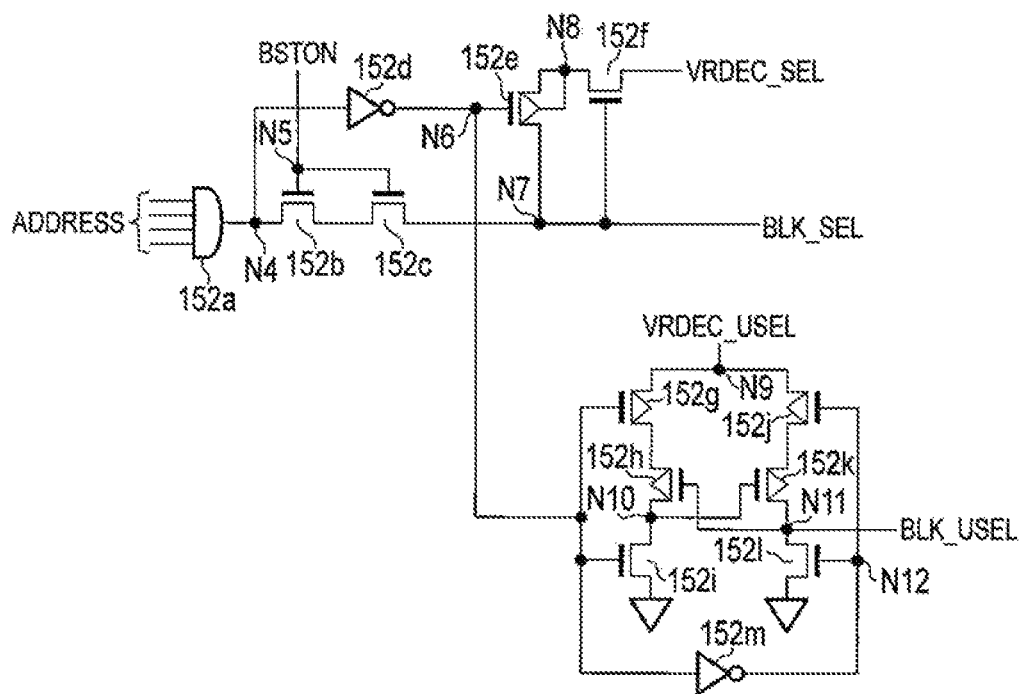 N8
152f
152e
BSTON
152d
VRDEC_SEL
N5
N6
N7
ADDRESS
N4
152b
152c
BLK_SEL
152a
VRDEC_USEL
N9
152g
152j
152h
152k
N10
N11
BLK_USEL
152i
152l
N12
152m